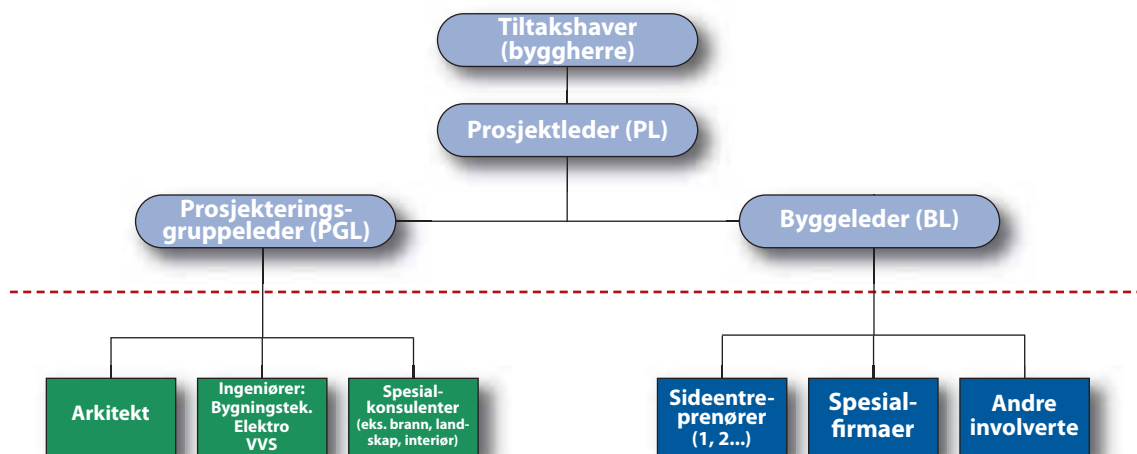 Tiltakshaver
(byggherre)
Prosjektleder (PL)
Prosjekterings-
gruppeleder (PGL)
Byggeleder (BL)
Arkitekt
Ingeniører:
Bygningstek.
Elektro
VVS
Spesial-
konsulenter
(eks. brann, land-
skap, interiør)
Sideentre-
prenører
(1, 2...)
Spesial-
firmaer
Andre
involverte